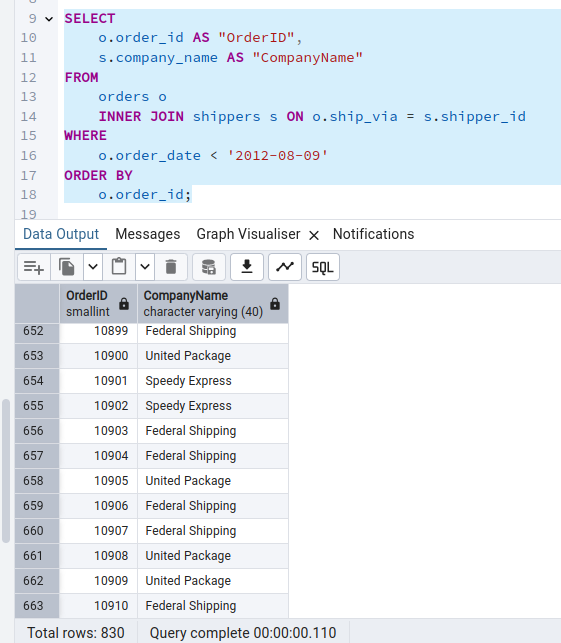 9 SELECT
10 o.order_id AS "OrderID",
11 s.company_name AS "CompanyName"
12 FROM
13 orders o
14 INNER JOIN shippers s ON o.ship_via = s.shipper_id
15 WHERE
16 o.order_date < '2012-08-09'
17 ORDER BY
18 o.order_id;
19
Data Output Messages Graph Visualiser × Notifications
SQL
OrderID CompanyName
smallint character varying (40)
652 10899 Federal Shipping
653 10900 United Package
654 10901 Speedy Express
655 10902 Speedy Express
656 10903 Federal Shipping
657 10904 Federal Shipping
658 10905 United Package
659 10906 Federal Shipping
660 10907 Federal Shipping
661 10908 United Package
662 10909 United Package
663 10910 Federal Shipping
Total rows: 830 Query complete 00:00:00.110